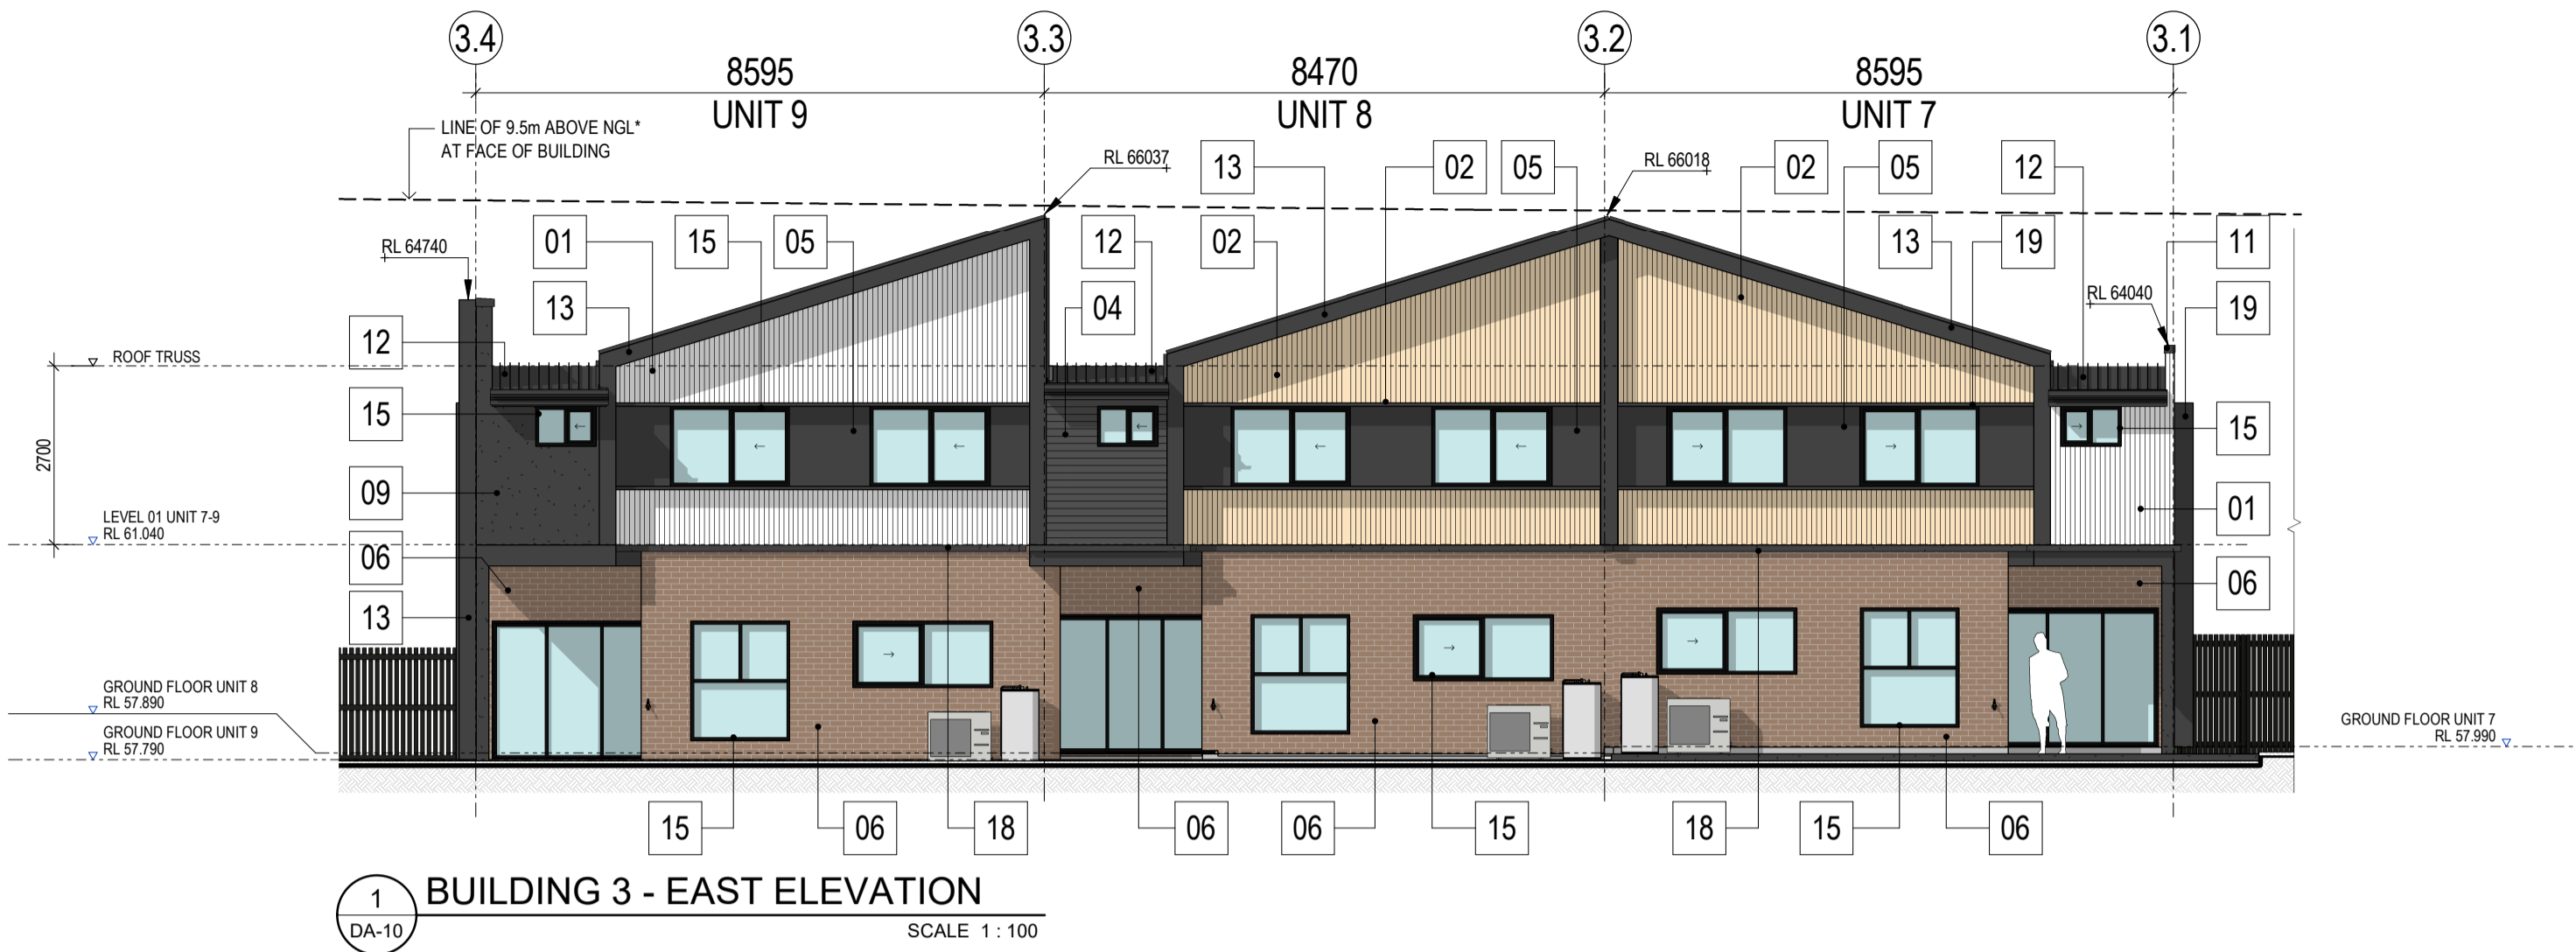 3.4 3.3 3.2 3.1
8595 8470 8595
UNIT 9 UNIT 8 UNIT 7
LINE OF 9.5m ABOVE NGL*
AT FACE OF BUILDING
RL 66037
RL 66018
13 02 05 02 05 12
RL 64740
01 15 05 12 02 13 19 11
RL 64040
13 04 19
12
ROOF TRUSS
15 15
2700
09
01
LEVEL 01 UNIT 7-9
RL 61.040
06 06
13
GROUND FLOOR UNIT 8
RL 57.890
GROUND FLOOR UNIT 9
RL 57.790
GROUND FLOOR UNIT 7
RL 57.990
15 06 18 06 06 15 18 15 06
1
DA-10
BUILDING 3 - EAST ELEVATION
SCALE 1 : 100